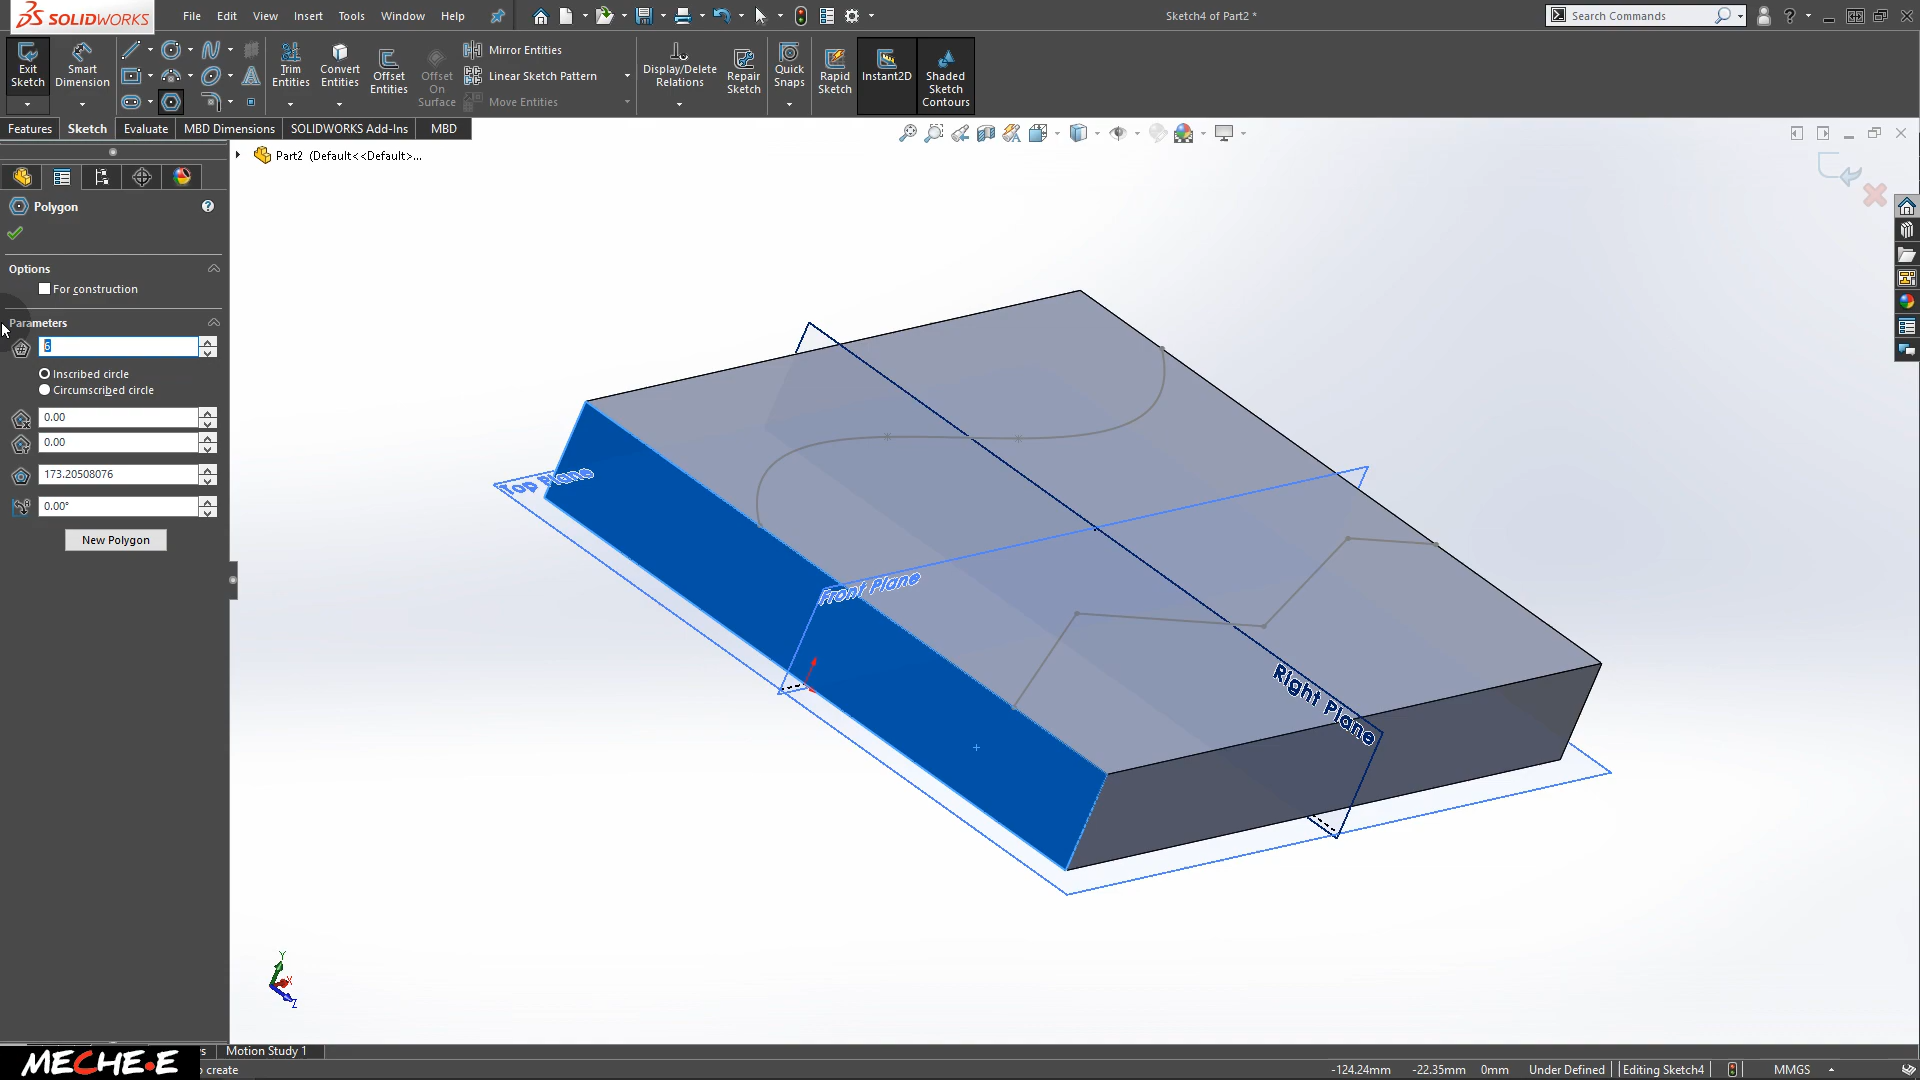 SOLIDWORKS
File Edit View Insert Tools Window Help
Sketch4 of Part2 *
Search Commands
Exit Sketch
Smart Dimension
Trim Entities
Convert Entities
Offset Entities
Offset On Surface
Mirror Entities
Linear Sketch Pattern
Move Entities
Display/Delete Relations
Repair Sketch
Quick Snaps
Rapid Sketch
Instant2D
Shaded Sketch Contours
Features Sketch Evaluate MBD Dimensions SOLIDWORKS Add-Ins MBD
Part2 (Default<<Default>...
Polygon
Options
For construction
Parameters
6
Inscribed circle
Circumscribed circle
0.00
0.00
173.20508076
0.00°
New Polygon
Top Plane
Front Plane
Right Plane
Y
X
Z
Motion Study 1
MECHE·E
create
-124.24mm -22.35mm 0mm Under Defined Editing Sketch4 MMGS